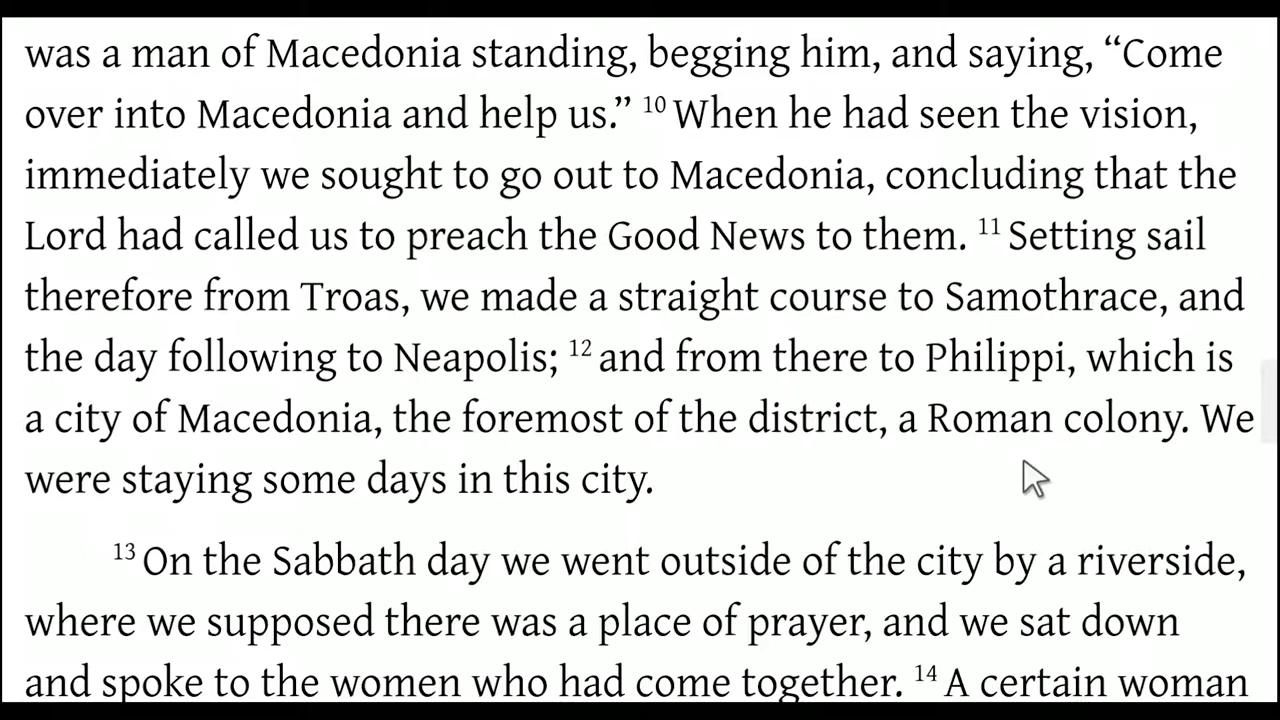 was a man of Macedonia standing, begging him, and saying, “Come
over into Macedonia and help us.” 10 When he had seen the vision,
immediately we sought to go out to Macedonia, concluding that the
Lord had called us to preach the Good News to them. 11 Setting sail
therefore from Troas, we made a straight course to Samothrace, and
the day following to Neapolis; 12 and from there to Philippi, which is
a city of Macedonia, the foremost of the district, a Roman colony. We
were staying some days in this city.
13 On the Sabbath day we went outside of the city by a riverside,
where we supposed there was a place of prayer, and we sat down
and spoke to the women who had come together. 14 A certain woman